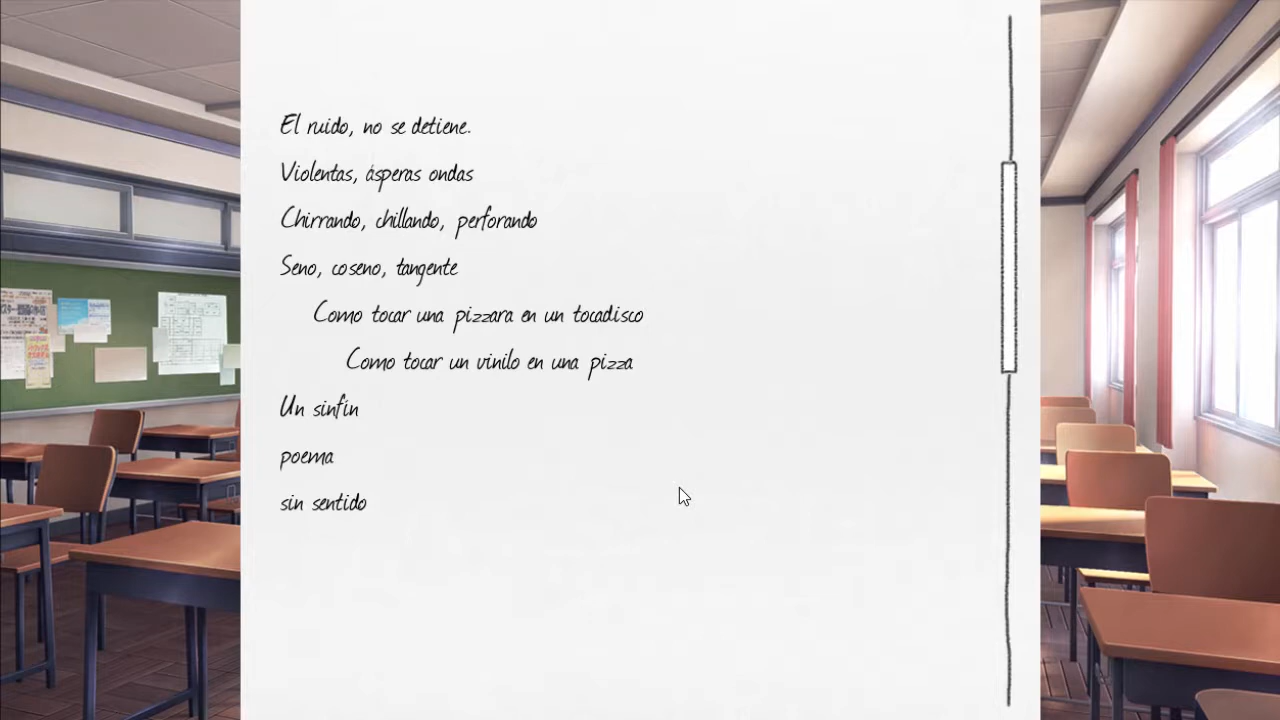 El ruido, no se detiene.
Violentas, ásperas ondas
Chirrando, chillando, perforando
Seno, coseno, tangente
Como tocar una pizzara en un tocadisco
Como tocar un vinilo en una pizza
Un sinfín
poema
sin sentido